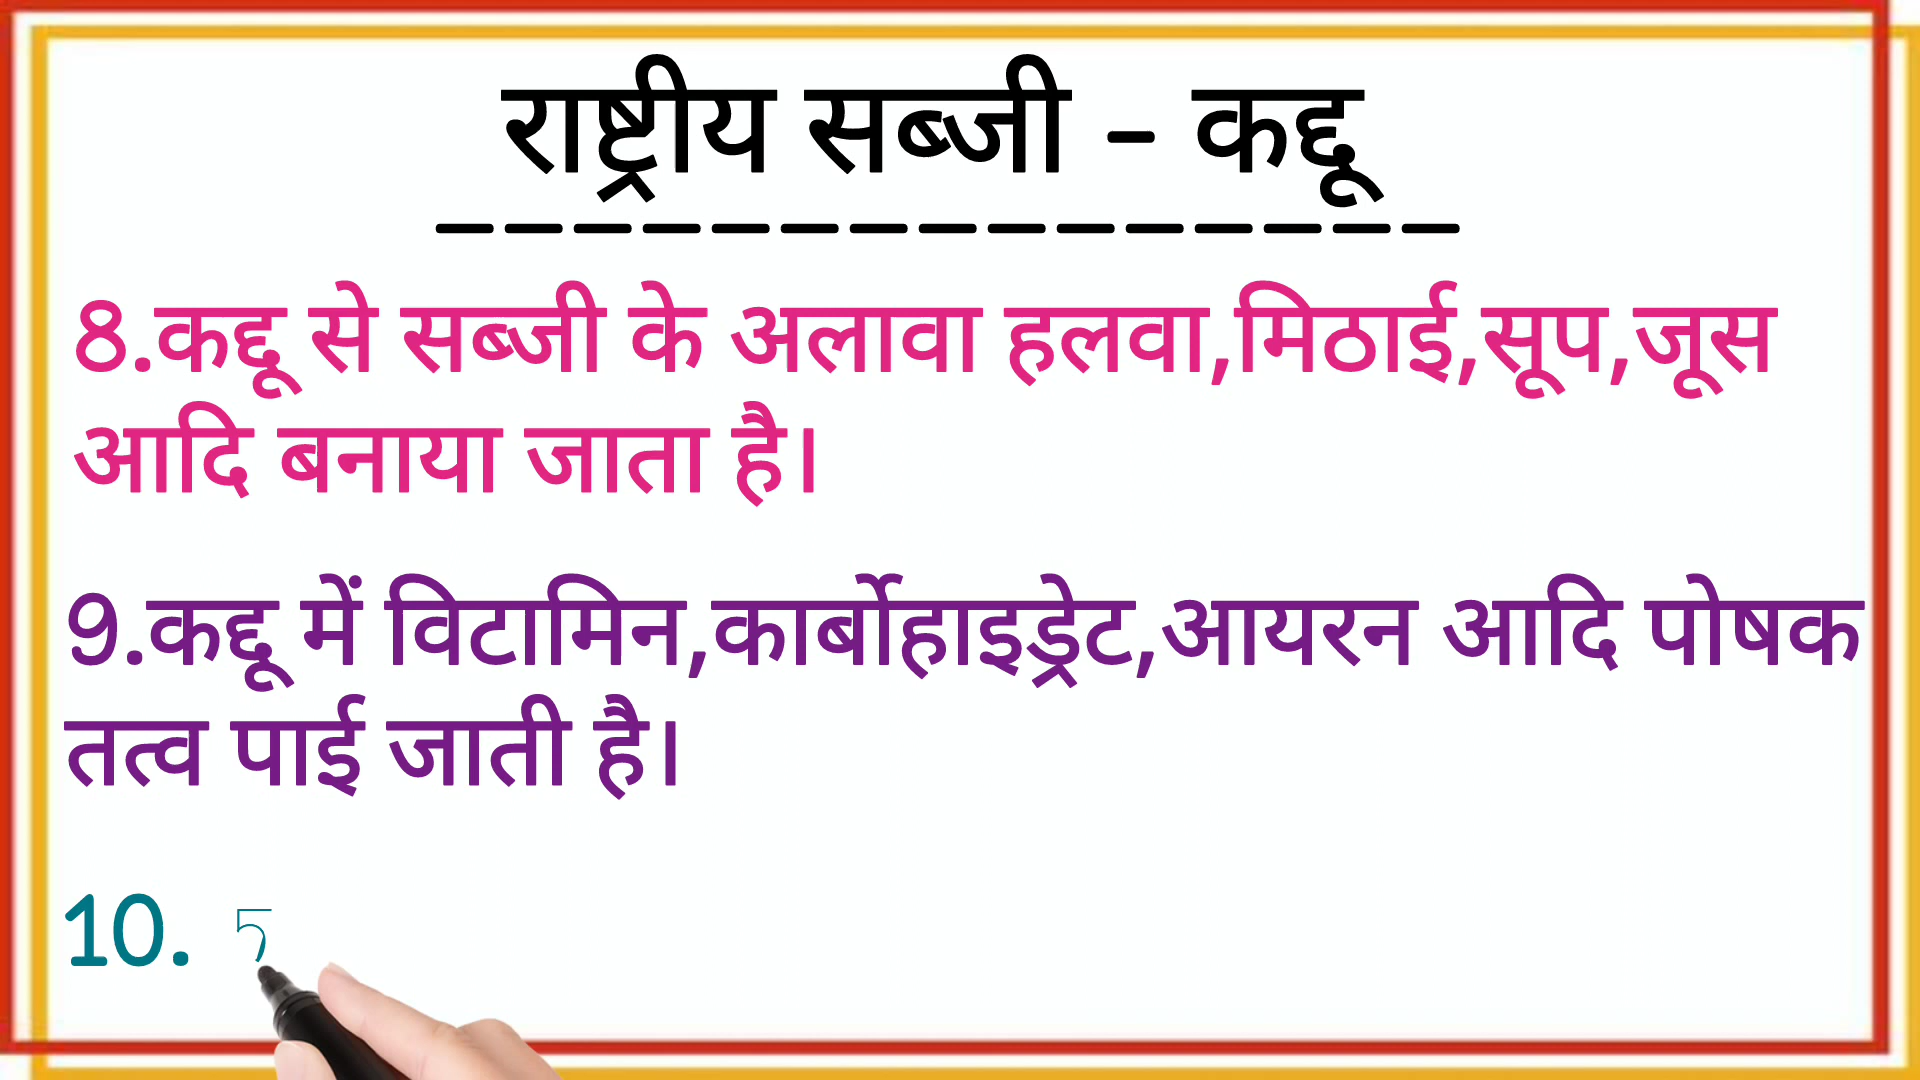 राष्ट्रीय सब्जी – कद्दू
8.कद्दू से सब्जी के अलावा हलवा,मिठाई,सूप,जूस
आदि बनाया जाता है।
9.कद्दू में विटामिन,कार्बोहाइड्रेट,आयरन आदि पोषक
तत्व पाई जाती है।
10.